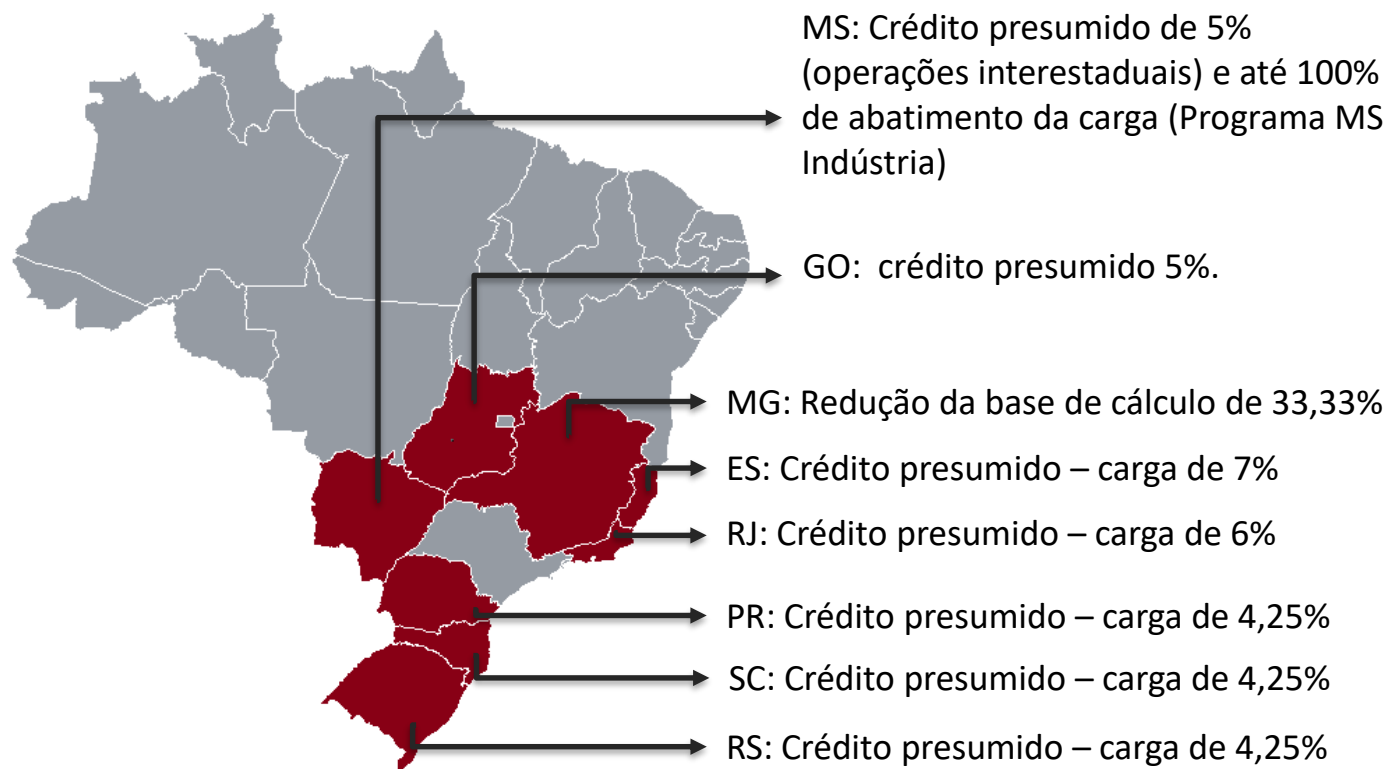 MS: Crédito presumido de 5%
(operações interestaduais) e até 100%
de abatimento da carga (Programa MS
Indústria)
GO:  crédito presumido 5%.
MG: Redução da base de cálculo de 33,33%
ES: Crédito presumido – carga de 7%
RJ: Crédito presumido – carga de 6%
PR: Crédito presumido – carga de 4,25%
SC: Crédito presumido – carga de 4,25%
RS: Crédito presumido – carga de 4,25%